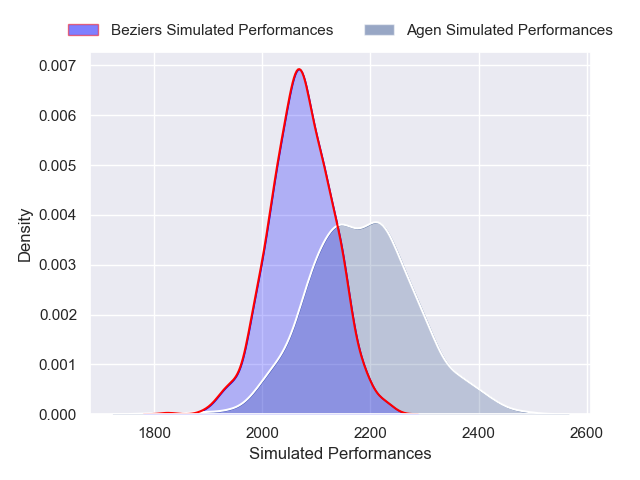 Beziers Simulated Performances Agen Simulated Performances
0.007
0.006
0.005
0.004
0.003
0.002
0.001
0.000
Density
1800 2000 2200 2400 2600
Simulated Performances